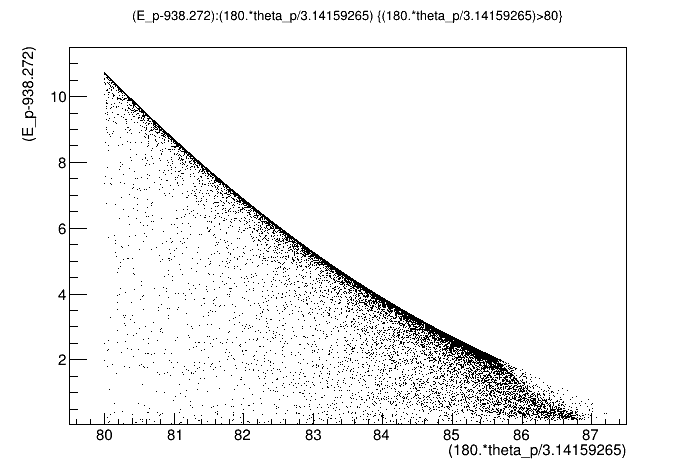 (E_p-938.272):(180.*theta_p/3.14159265) {(180.*theta_p/3.14159265)>80}
(E_p-938.272)
10
8
6
4
2
80 81 82 83 84 85 86 87
(180.*theta_p/3.14159265)